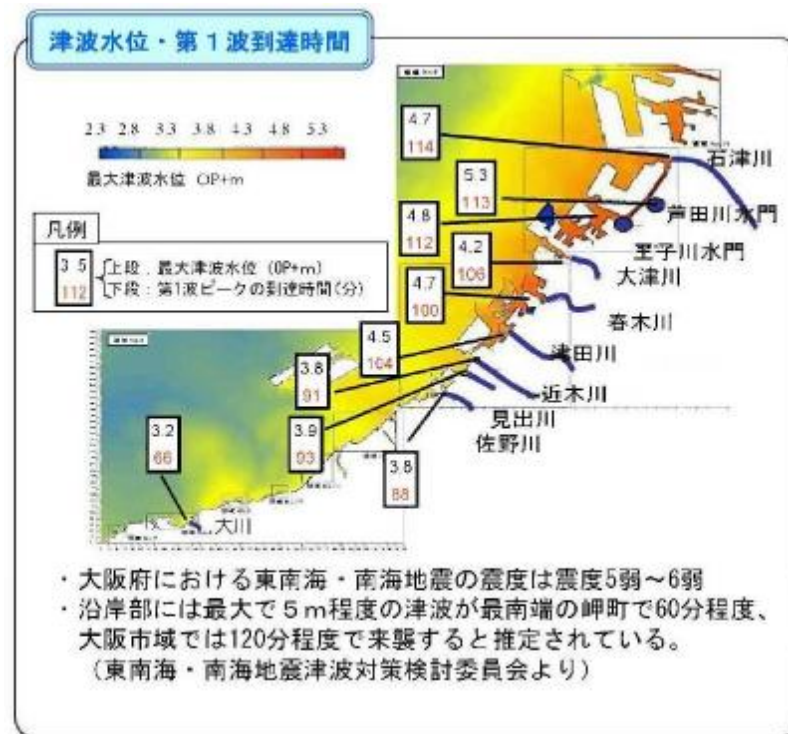 津波水位・第１波到達時間
2.3 2.8 3.3 3.8 4.3 4.8 5.3
最大津波水位 OP+m
凡例
3 5
112
上段：最大津波水位（OP+m）
下段：第1波ピークの到達時間（分）
4.7
114
石津川
5.3
113
芦田川水門
4.8
112
王子川水門
4.2
106
大津川
4.7
100
春木川
4.5
104
津田川
3.8
91
近木川
3.9
93
見出川
佐野川
3.8
88
3.2
66
大川
・大阪府における東南海・南海地震の震度は震度5弱～6弱
・沿岸部には最大で５ｍ程度の津波が最南端の岬町で60分程度、
大阪市域では120分程度で来襲すると推定されている。
（東南海・南海地震津波対策検討委員会より）